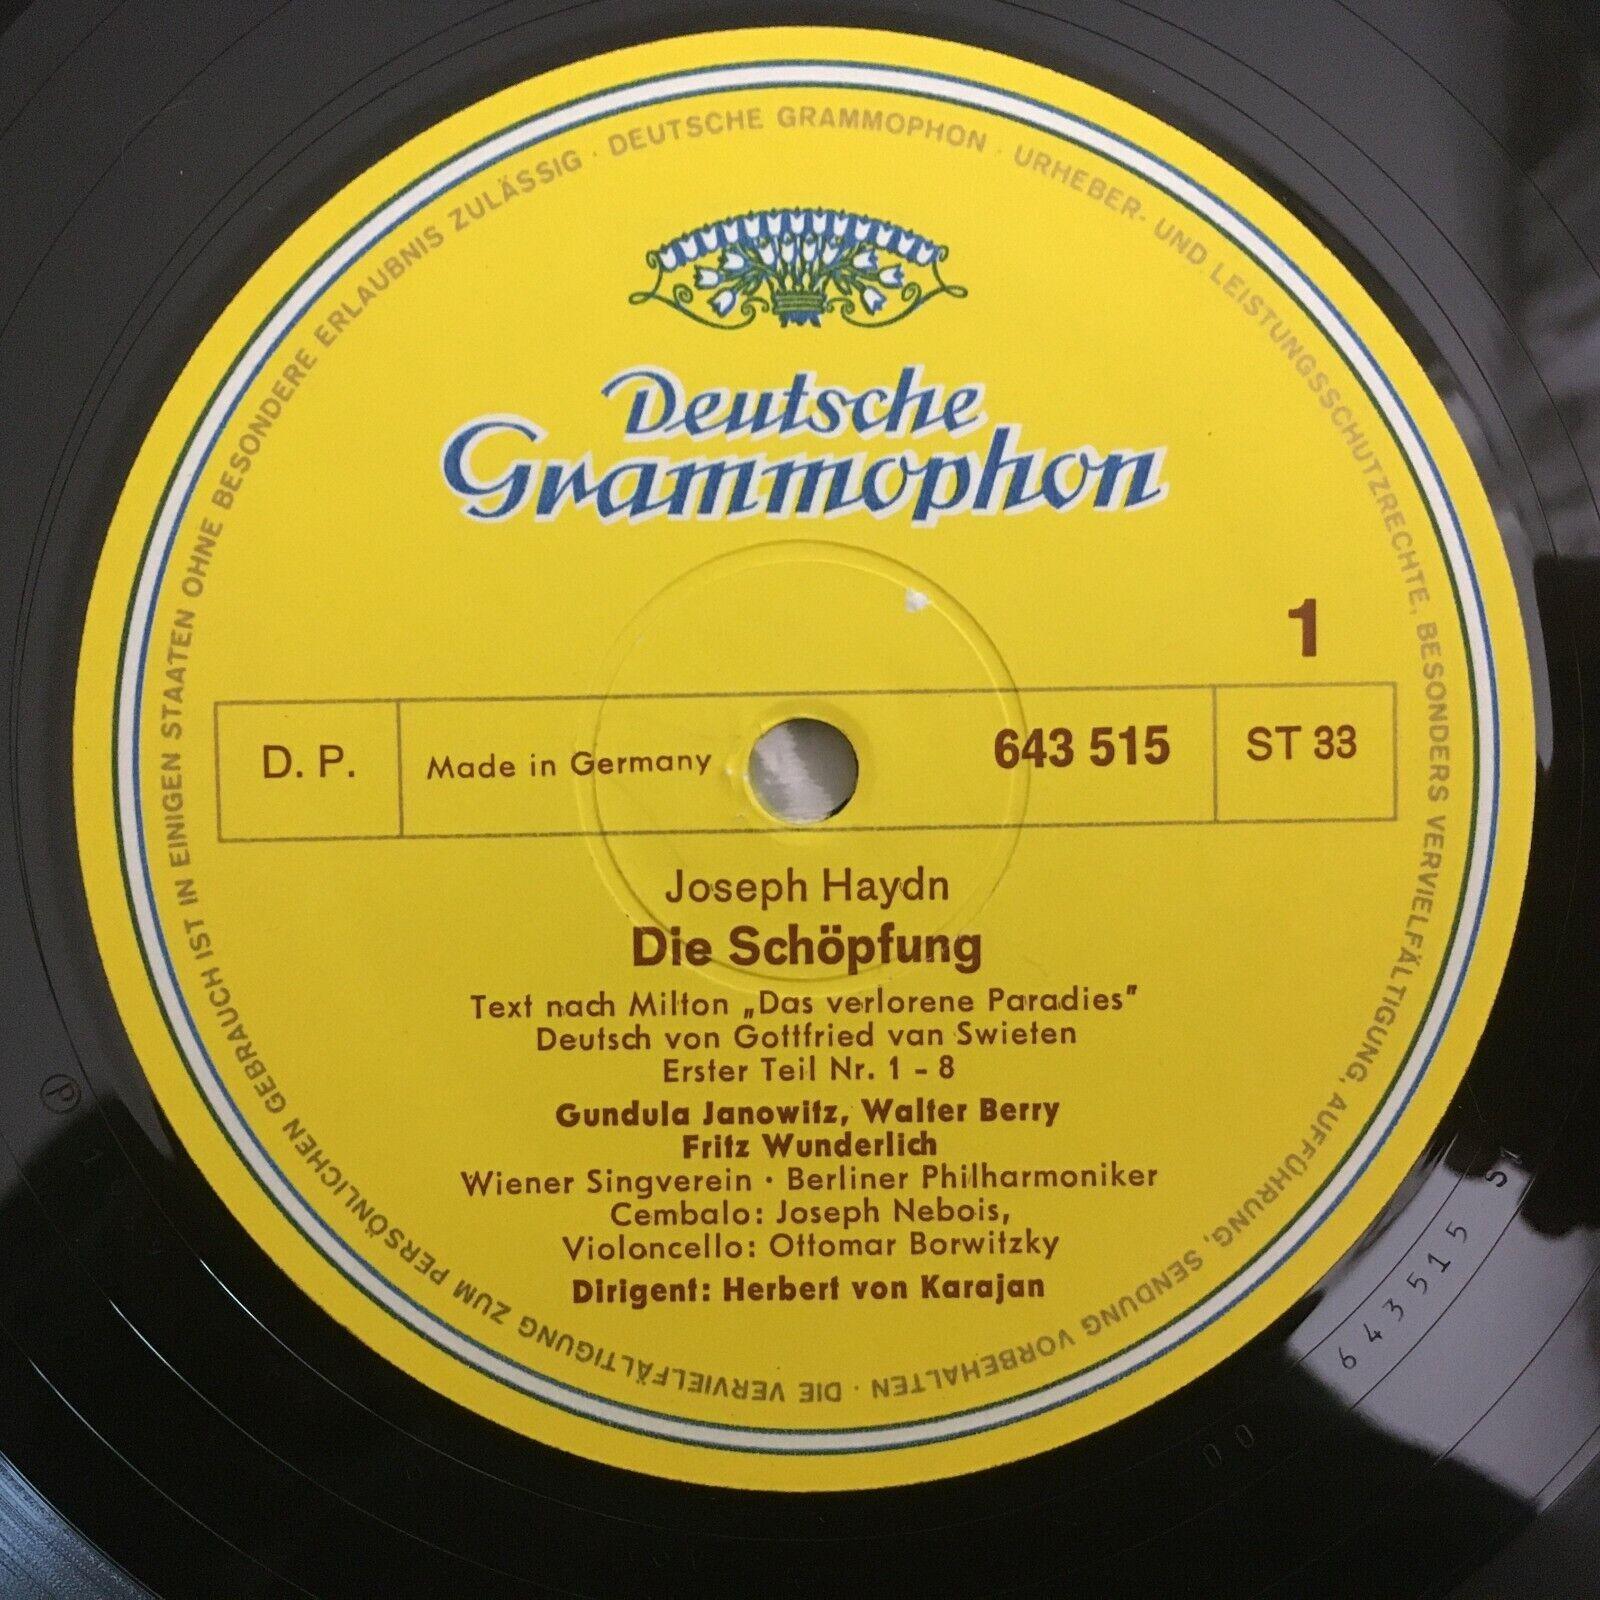 DEUTSCHE GRAMMOPHON · URHEBER- UND LEISTUNGSSCHUTZRECHTE, BESONDERS VERVIELFÄLTIGUNG, AUFFÜHRUNG, SENDUNG VORBEHALTEN · DIE VERVIELFÄLTIGUNG ZUM PERSÖNLICHEN GEBRAUCH IST IN EINIGEN STAATEN OHNE BESONDERE ERLAUBNIS ZULÄSSIG ·
Deutsche
Grammophon
1
D. P. Made in Germany 643 515 ST 33
Joseph Haydn
Die Schöpfung
Text nach Milton „Das verlorene Paradies"
Deutsch von Gottfried van Swieten
Erster Teil Nr. 1 - 8
Gundula Janowitz, Walter Berry
Fritz Wunderlich
Wiener Singverein · Berliner Philharmoniker
Cembalo: Joseph Nebois,
Violoncello: Ottomar Borwitzky
Dirigent: Herbert von Karajan
℗
00
643515